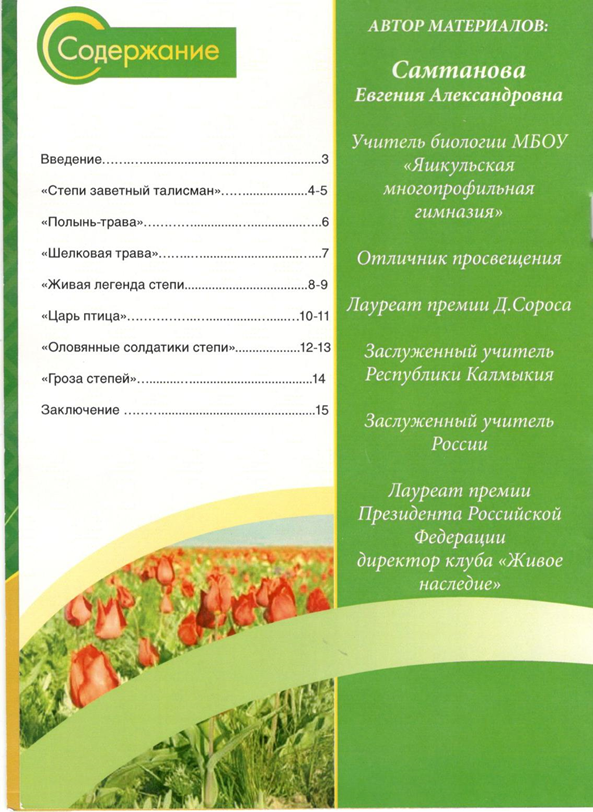 Содержание
Введение……….................................................3
«Степи заветный талисман»…….................4-5
«Полынь-трава»…….…….......…....................…6
«Шелковая трава»……..…..........................…...7
«Живая легенда степи..................................8-9
«Царь птица»……….…….......…......…....…10-11
«Оловянные солдатики степи»..................12-13
«Гроза степей»….......…..................................14
Заключение ………...........................................15
АВТОР МАТЕРИАЛОВ:
Самтанова
Евгения Александровна
Учитель биологии МБОУ
«Яшкульская
многопрофильная
гимназия»
Отличник просвещения
Лауреат премии Д.Сороса
Заслуженный учитель
Республики Калмыкия
Заслуженный учитель
России
Лауреат премии
Президента Российской
Федерации
директор клуба «Живое
наследие»